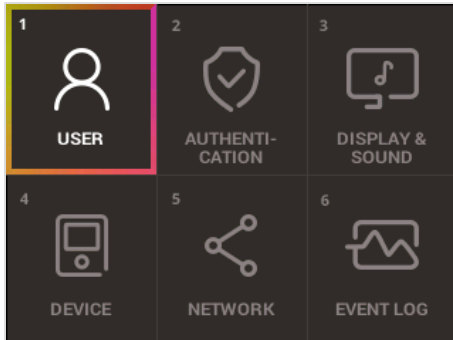 1
USER
2
AUTHENTI-
CATION
3
DISPLAY &
SOUND
4
DEVICE
5
NETWORK
6
EVENT LOG